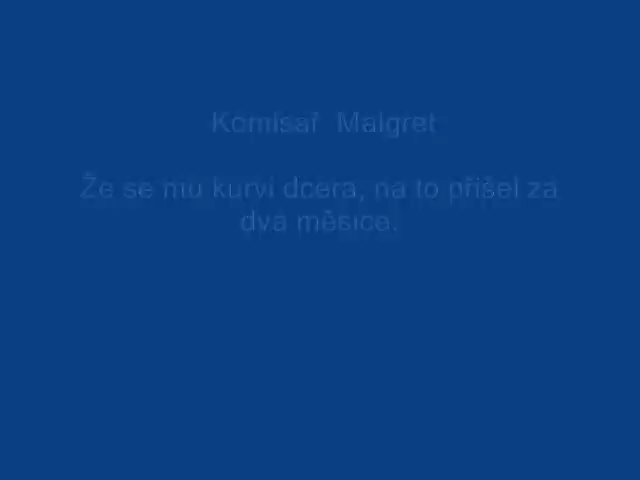 Komisař Maigret
Že se mu kurví dcera, na to přišel za
dva měsíce.